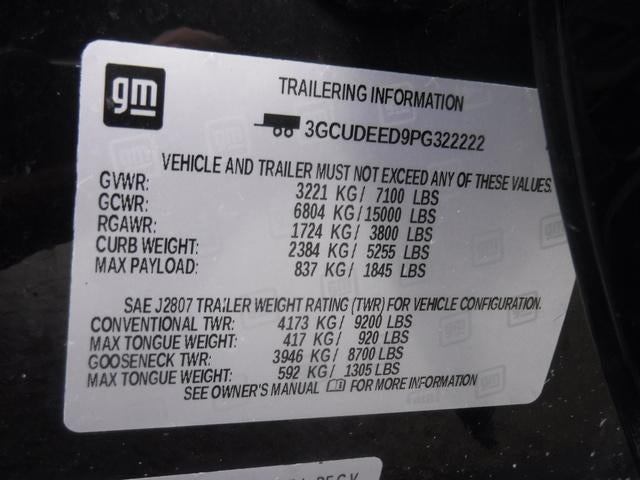 gm
TRAILERING INFORMATION
3GCUDEED9PG322222
VEHICLE AND TRAILER MUST NOT EXCEED ANY OF THESE VALUES.
GVWR: 3221 KG/ 7100 LBS
GCWR: 6804 KG/15000 LBS
RGAWR: 1724 KG/ 3800 LBS
CURB WEIGHT: 2384 KG/ 5255 LBS
MAX PAYLOAD: 837 KG/ 1845 LBS
SAE J2807 TRAILER WEIGHT RATING (TWR) FOR VEHICLE CONFIGURATION.
CONVENTIONAL TWR: 4173 KG/ 9200 LBS
MAX TONGUE WEIGHT: 417 KG/ 920 LBS
GOOSENECK TWR: 3946 KG/ 8700 LBS
MAX TONGUE WEIGHT: 592 KG/ 1305 LBS
SEE OWNER'S MANUAL FOR MORE INFORMATION